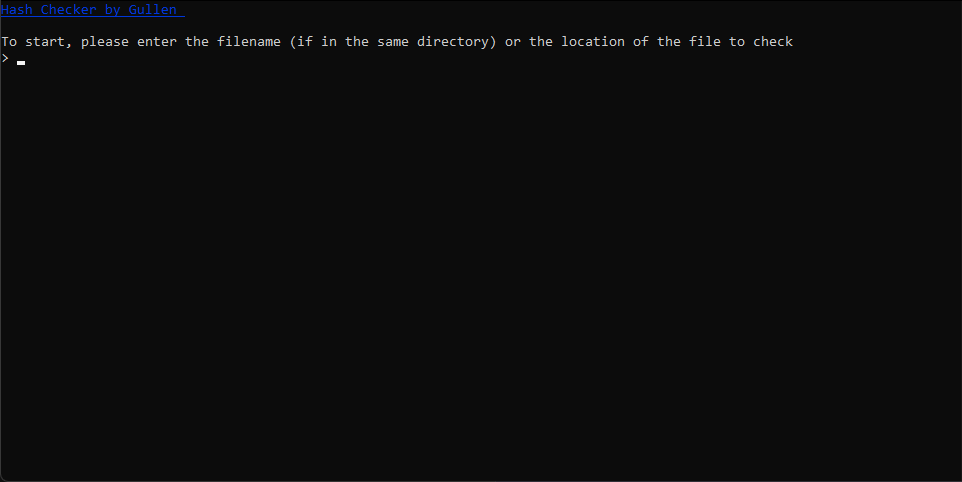 Hash Checker by Gullen
To start, please enter the filename (if in the same directory) or the location of the file to check
>